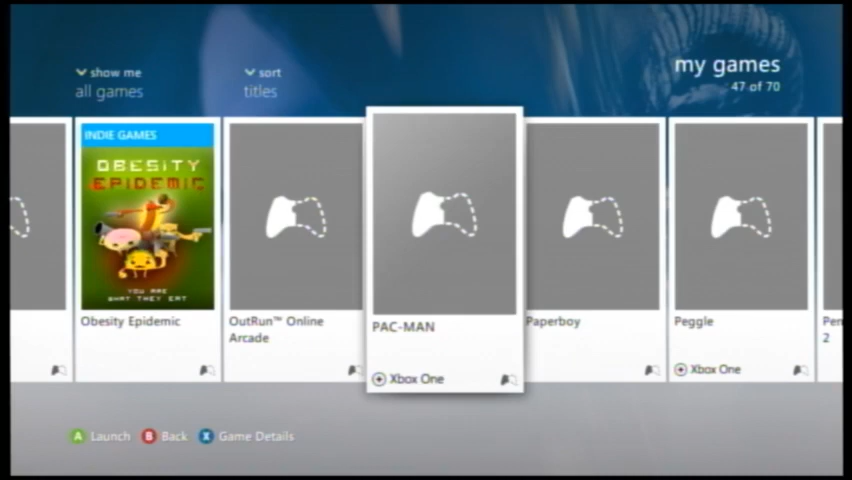 show me
all games
sort
titles
my games
47 of 70
INDIE GAMES
OBESITY
EPIDEMIC
YOU ARE
WHAT THEY EAT
Obesity Epidemic
OutRun™ Online
Arcade
PAC-MAN
Xbox One
Paperboy
Peggle
Xbox One
2
A Launch B Back X Game Details